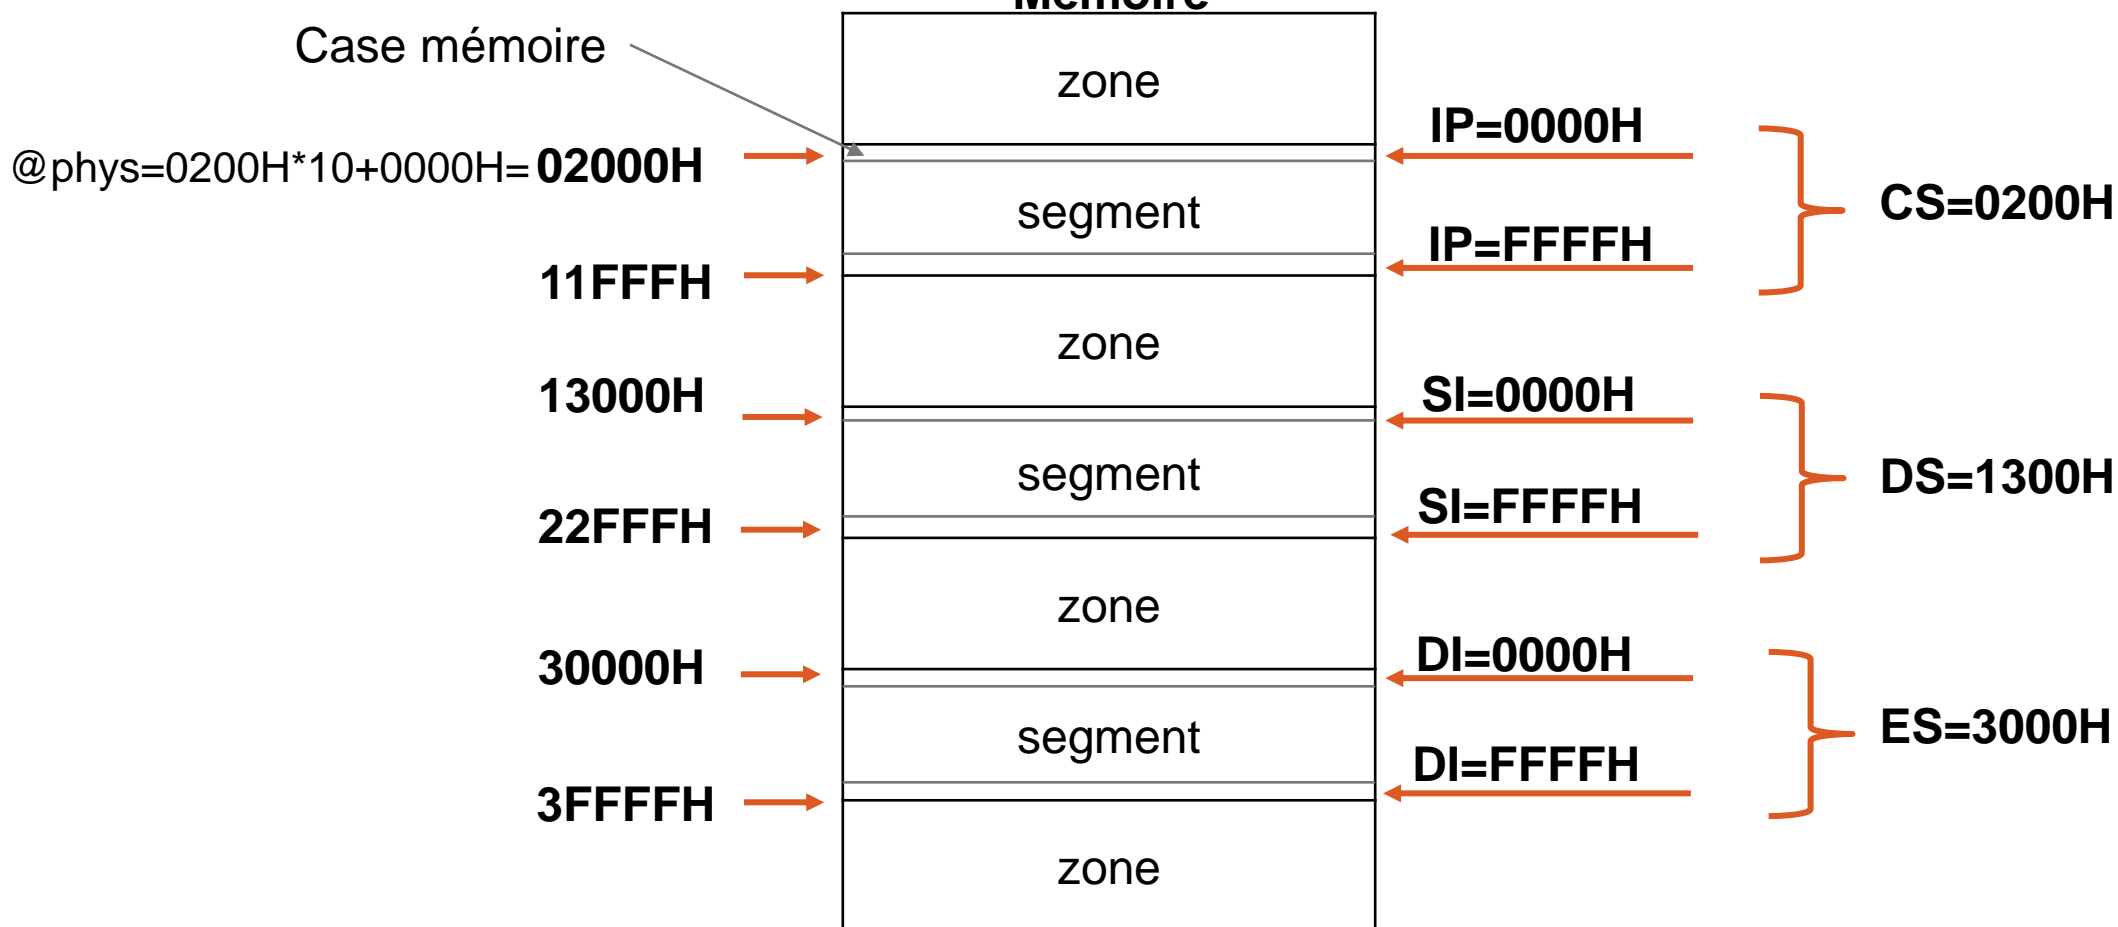 Mémoire
Case mémoire
zone
IP=0000H
@phys=0200H*10+0000H= 02000H
CS=0200H
segment
IP=FFFFH
11FFFH
zone
13000H
SI=0000H
segment
DS=1300H
SI=FFFFH
22FFFH
zone
30000H
DI=0000H
segment
ES=3000H
DI=FFFFH
3FFFFH
zone